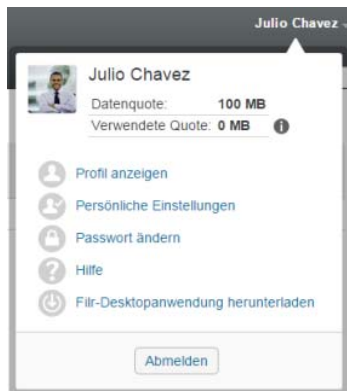 Julio Chavez
Julio Chavez
Datenquote: 100 MB
Verwendete Quote: 0 MB
Profil anzeigen
Persönliche Einstellungen
Passwort ändern
Hilfe
Filr-Desktopanwendung herunterladen
Abmelden